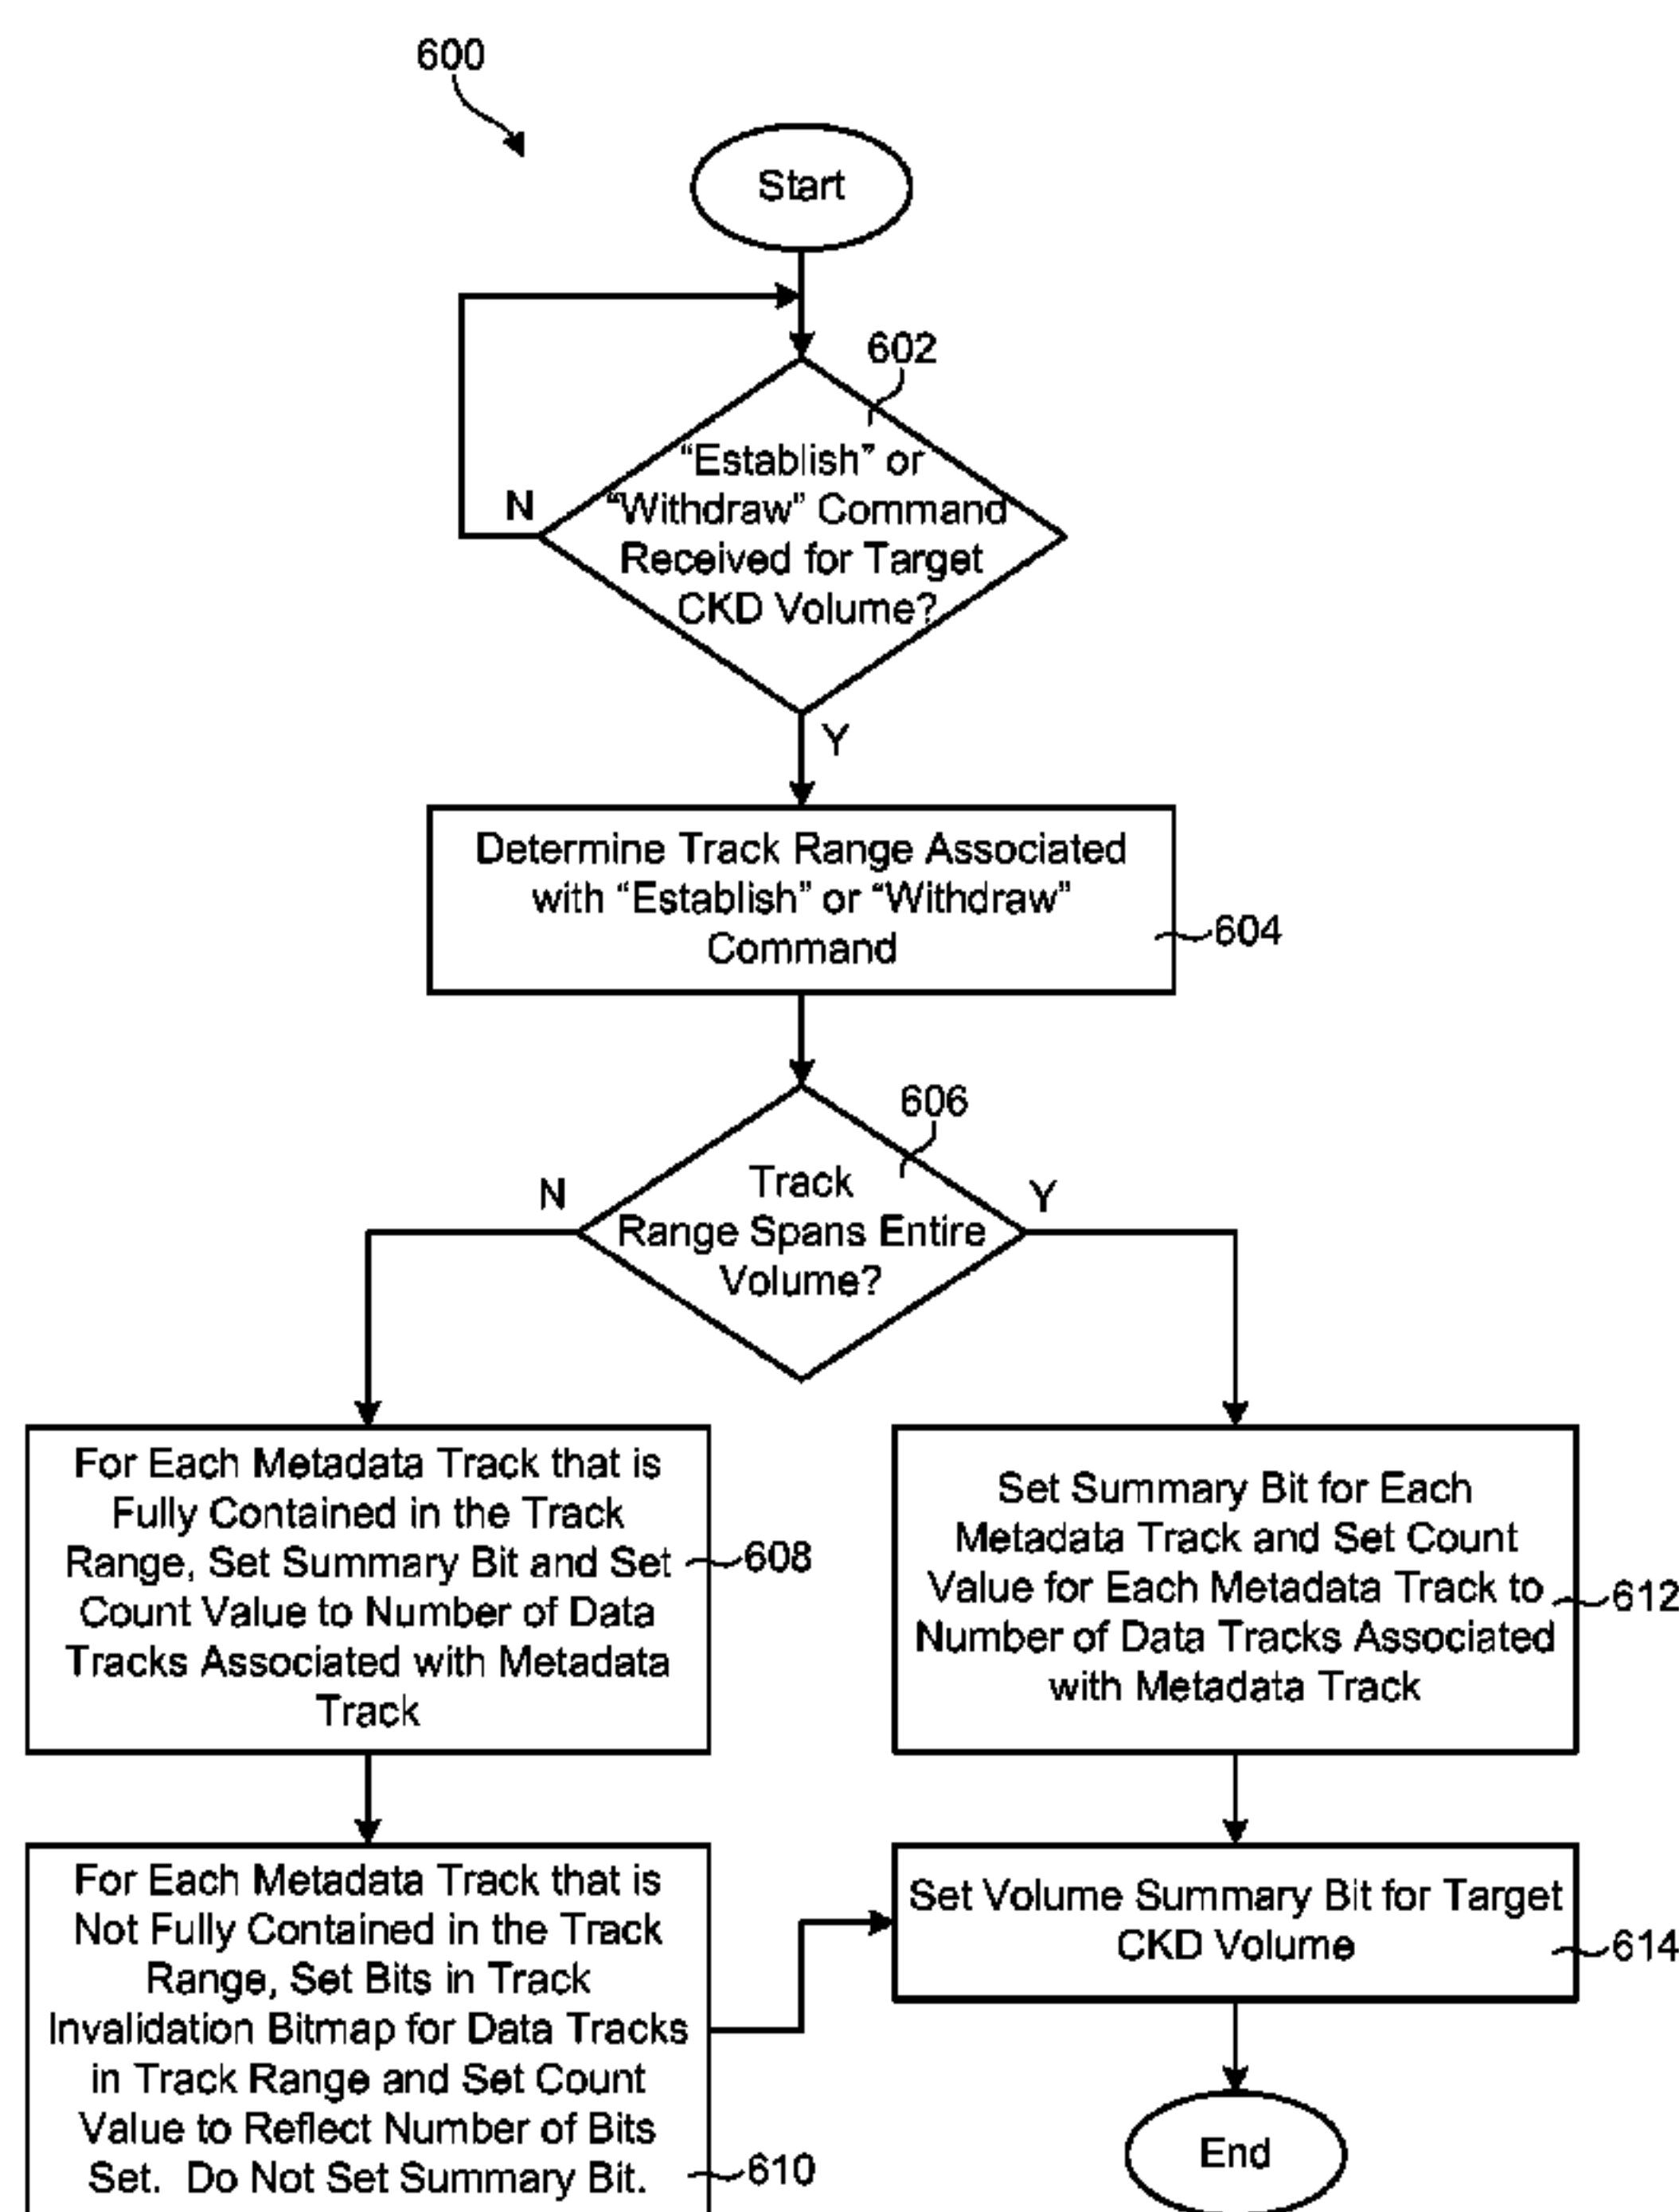 600
Start
602
“Establish” or
“Withdraw” Command
Received for Target
CKD Volume?
N
Y
Determine Track Range Associated
with “Establish” or “Withdraw”
Command
604
606
Track
Range Spans Entire
Volume?
N
Y
For Each Metadata Track that is
Fully Contained in the Track
Range, Set Summary Bit and Set
Count Value to Number of Data
Tracks Associated with Metadata
Track
608
Set Summary Bit for Each
Metadata Track and Set Count
Value for Each Metadata Track to
Number of Data Tracks Associated
with Metadata Track
612
For Each Metadata Track that is
Not Fully Contained in the Track
Range, Set Bits in Track
Invalidation Bitmap for Data Tracks
in Track Range and Set Count
Value to Reflect Number of Bits
Set. Do Not Set Summary Bit.
610
Set Volume Summary Bit for Target
CKD Volume
614
End